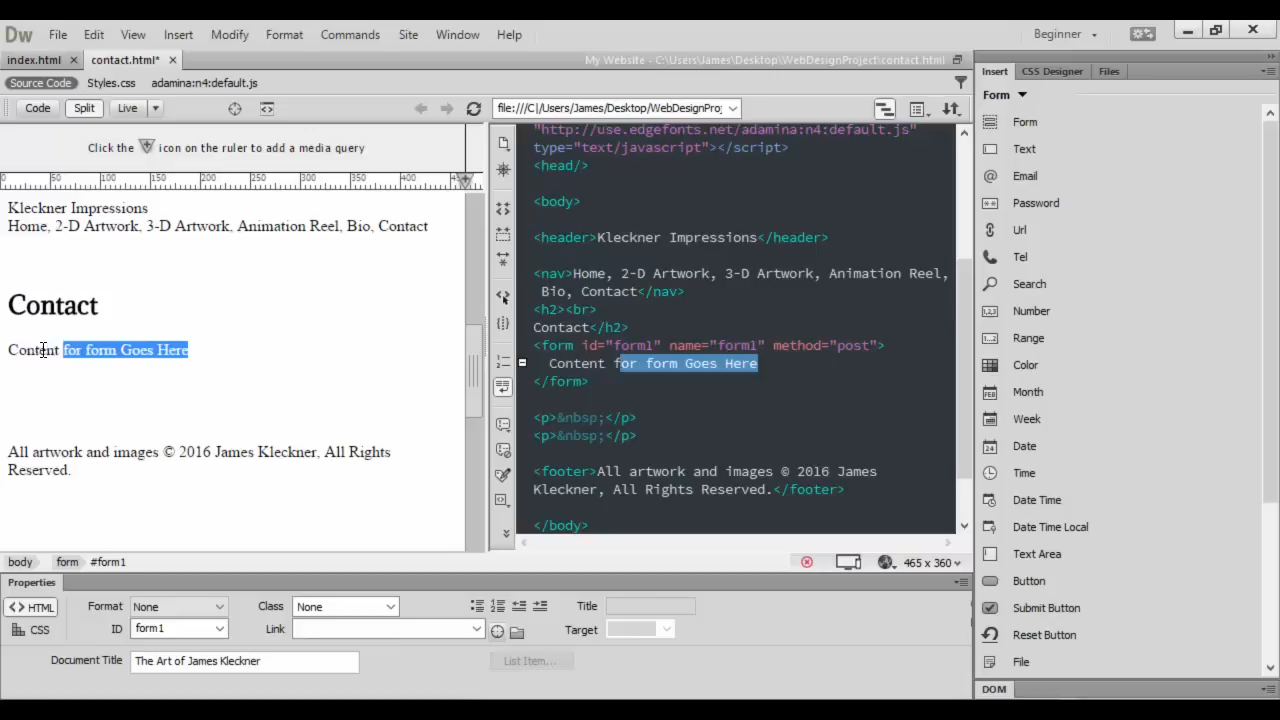 Dw File Edit View Insert Modify Format Commands Site Window Help Beginner
index.html contact.html* My Website - C:\Users\James\Desktop\WebDesignProject\contact.html
Source Code Styles.css adamina:n4:default.js
Code Split Live file:///C|/Users/James/Desktop/WebDesignProj
Click the icon on the ruler to add a media query
0 50 100 150 200 250 300 350 400
Kleckner Impressions
Home, 2-D Artwork, 3-D Artwork, Animation Reel, Bio, Contact
Contact
Content for form Goes Here
All artwork and images © 2016 James Kleckner, All Rights
Reserved.
"http://use.edgefonts.net/adamina:n4:default.js"
type="text/javascript"></script>
<head/>
<body>
<header>Kleckner Impressions</header>
<nav>Home, 2-D Artwork, 3-D Artwork, Animation Reel,
Bio, Contact</nav>
<h2><br>
Contact</h2>
<form id="form1" name="form1" method="post">
Content for form Goes Here
</form>
<p>&nbsp;</p>
<p>&nbsp;</p>
<footer>All artwork and images © 2016 James
Kleckner, All Rights Reserved.</footer>
</body>
body form #form1 465 x 360
Properties
HTML Format None Class None Title
CSS ID form1 Link Target
Document Title The Art of James Kleckner List Item...
Insert CSS Designer Files
Form
Form
Text
Email
Password
Url
Tel
Search
Number
Range
Color
Month
Week
Date
Time
Date Time
Date Time Local
Text Area
Button
Submit Button
Reset Button
File
DOM